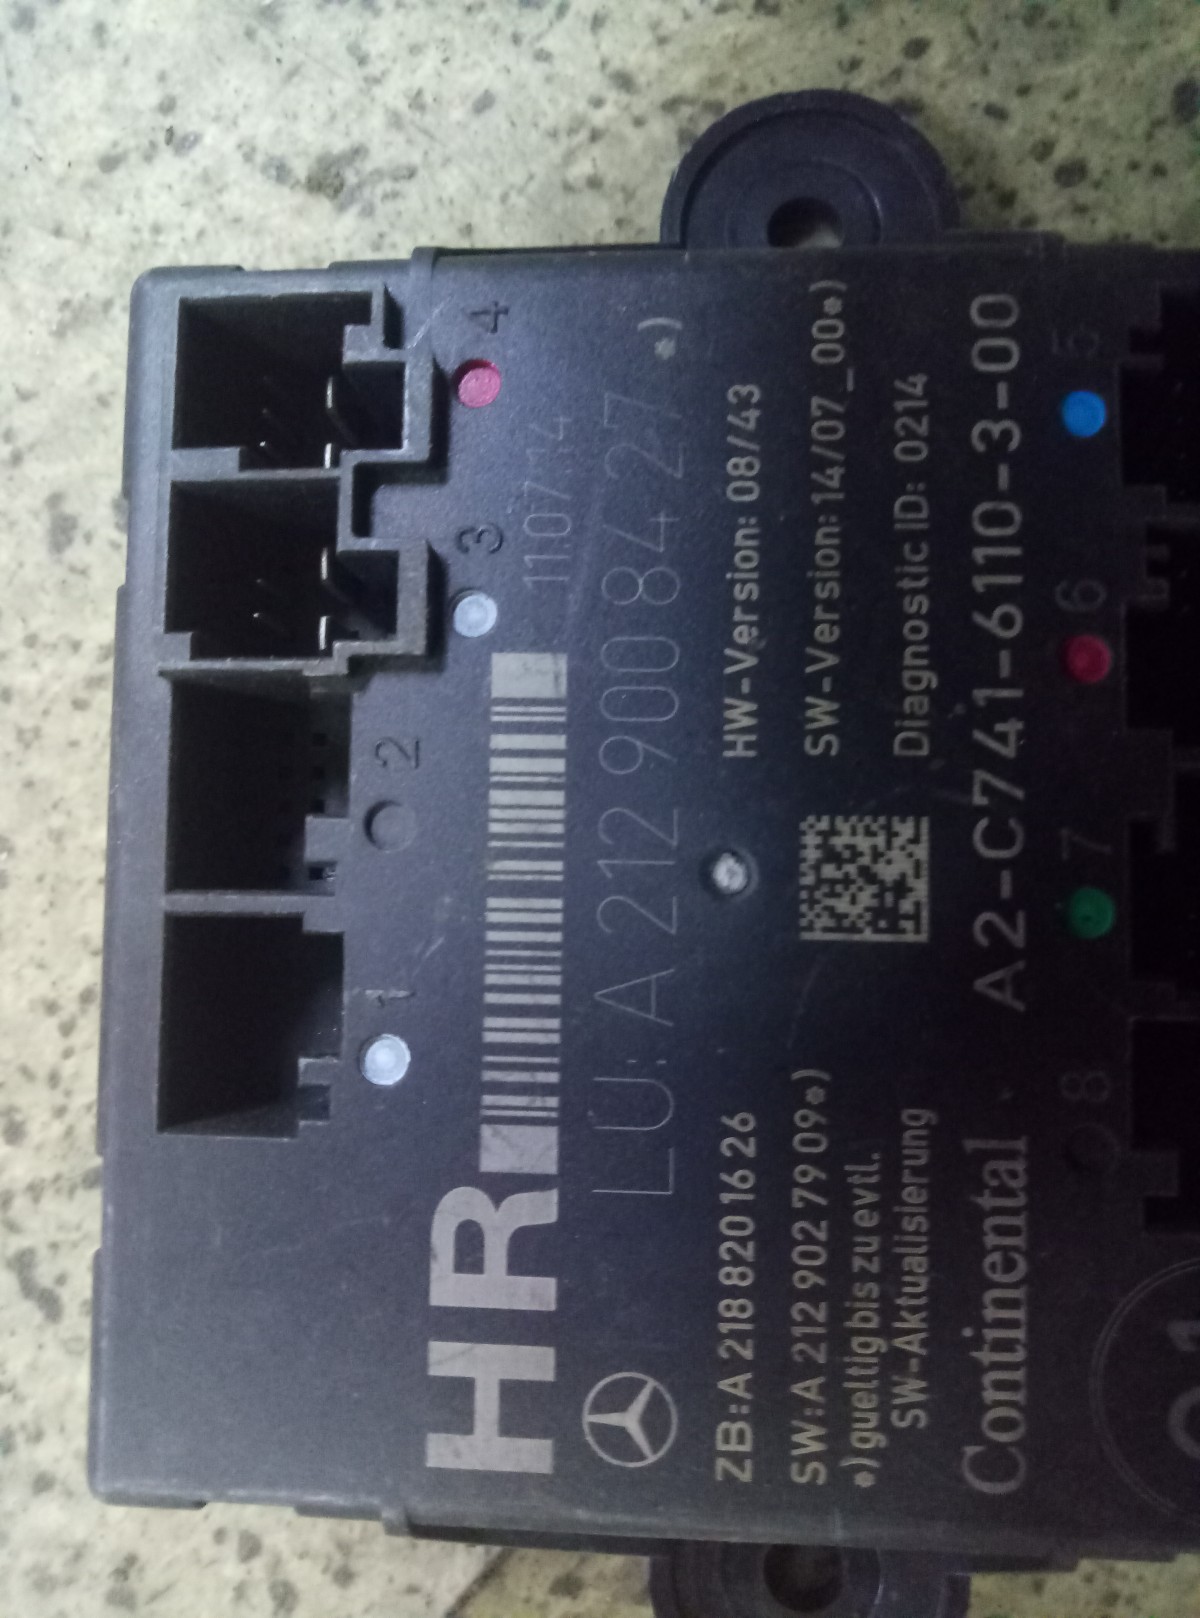 HR
11.07.14
LU: A 212 900 84 27 *)
ZB: A 218 820 16 26
HW-Version: 08/43
SW: A 212 902 79 09*)
SW-Version: 14/07_00*)
*) gueltig bis zu evtl.
SW-Aktualisierung
Diagnostic ID: 0214
Continental
A2-C741-6110-3-00
1
2
3
4
5
6
7
8